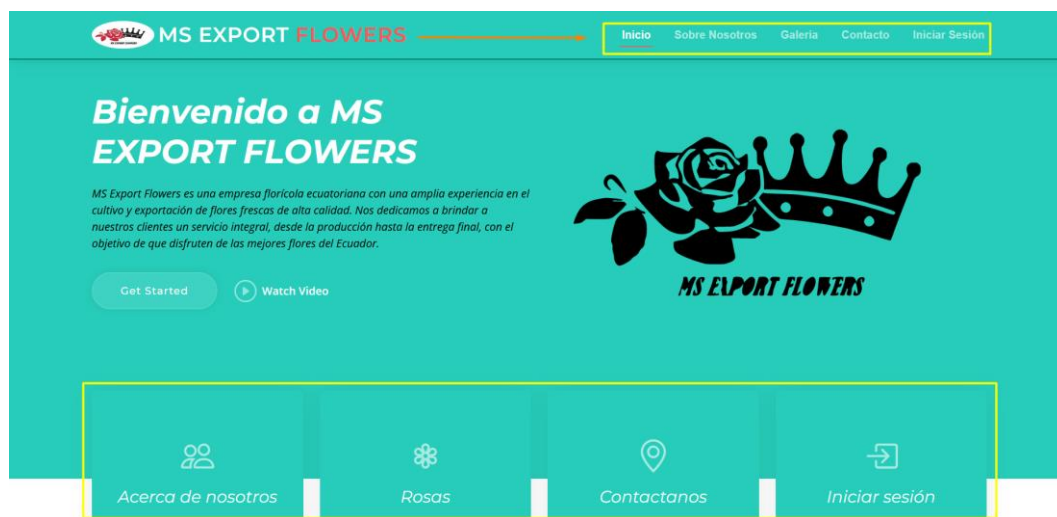 MS EXPORT FLOWERS
Inicio Sobre Nosotros Galeria Contacto Iniciar Sesión
Bienvenido a MS
EXPORT FLOWERS
MS Export Flowers es una empresa florícola ecuatoriana con una amplia experiencia en el
cultivo y exportación de flores frescas de alta calidad. Nos dedicamos a brindar a
nuestros clientes un servicio integral, desde la producción hasta la entrega final, con el
objetivo de que disfruten de las mejores flores del Ecuador.
Get Started
Watch Video
MS EXPORT FLOWERS
Acerca de nosotros
Rosas
Contactanos
Iniciar sesión